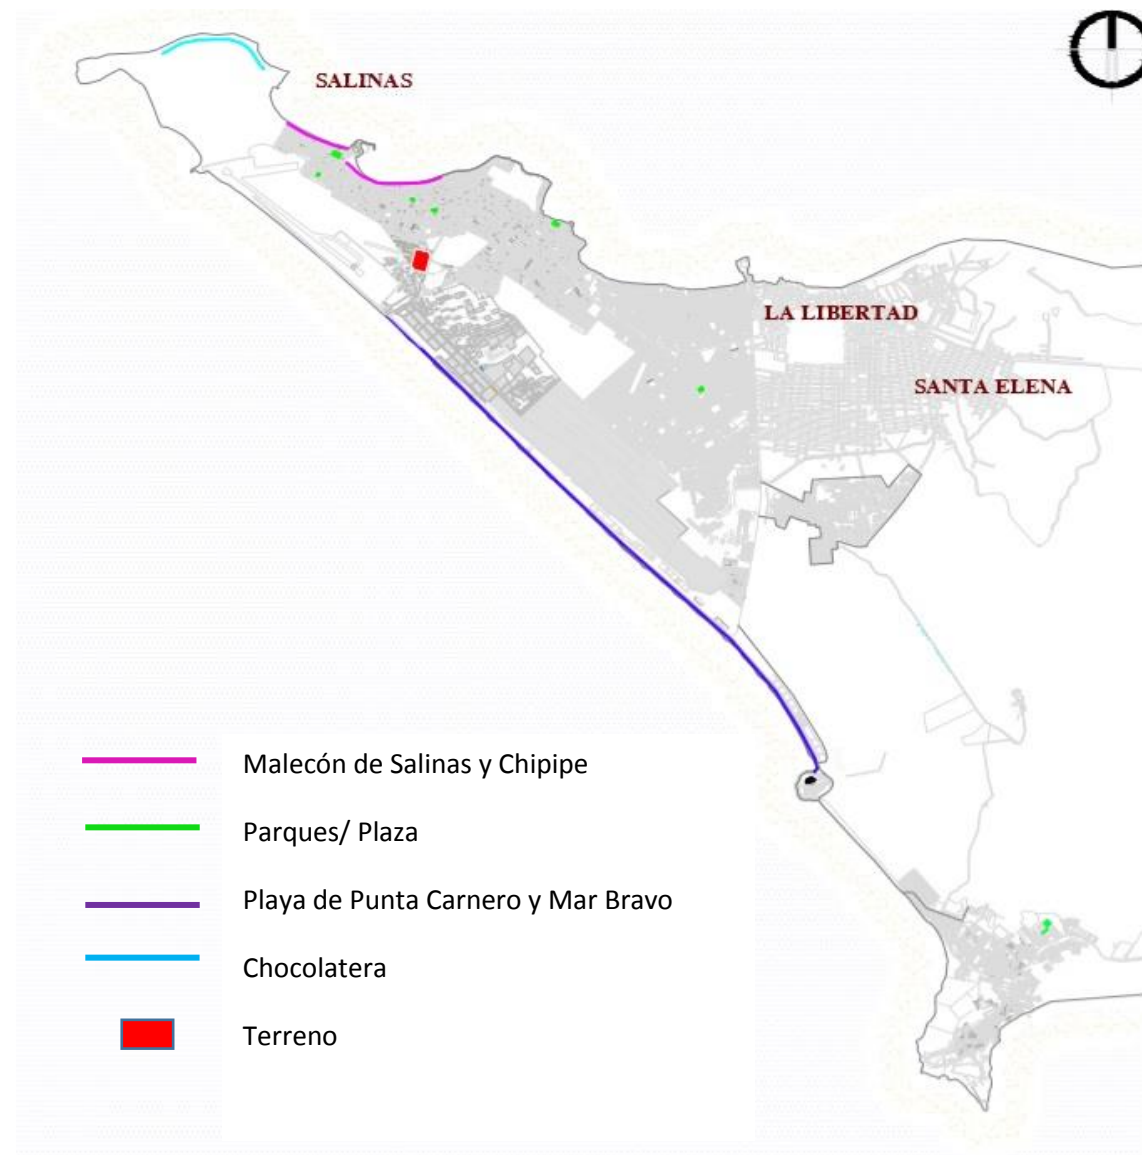 SALINAS
LA LIBERTAD
SANTA ELENA
Malecón de Salinas y Chipipe
Parques/ Plaza
Playa de Punta Carnero y Mar Bravo
Chocolatera
Terreno